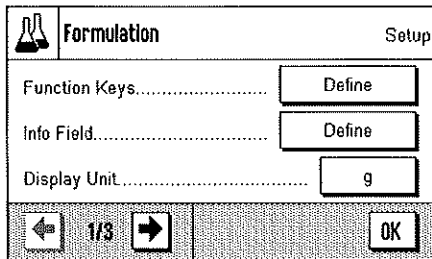 Formulation Setup
Function Keys........................ Define
Info Field............................. Define
Display Unit.................................. g
1/3 OK